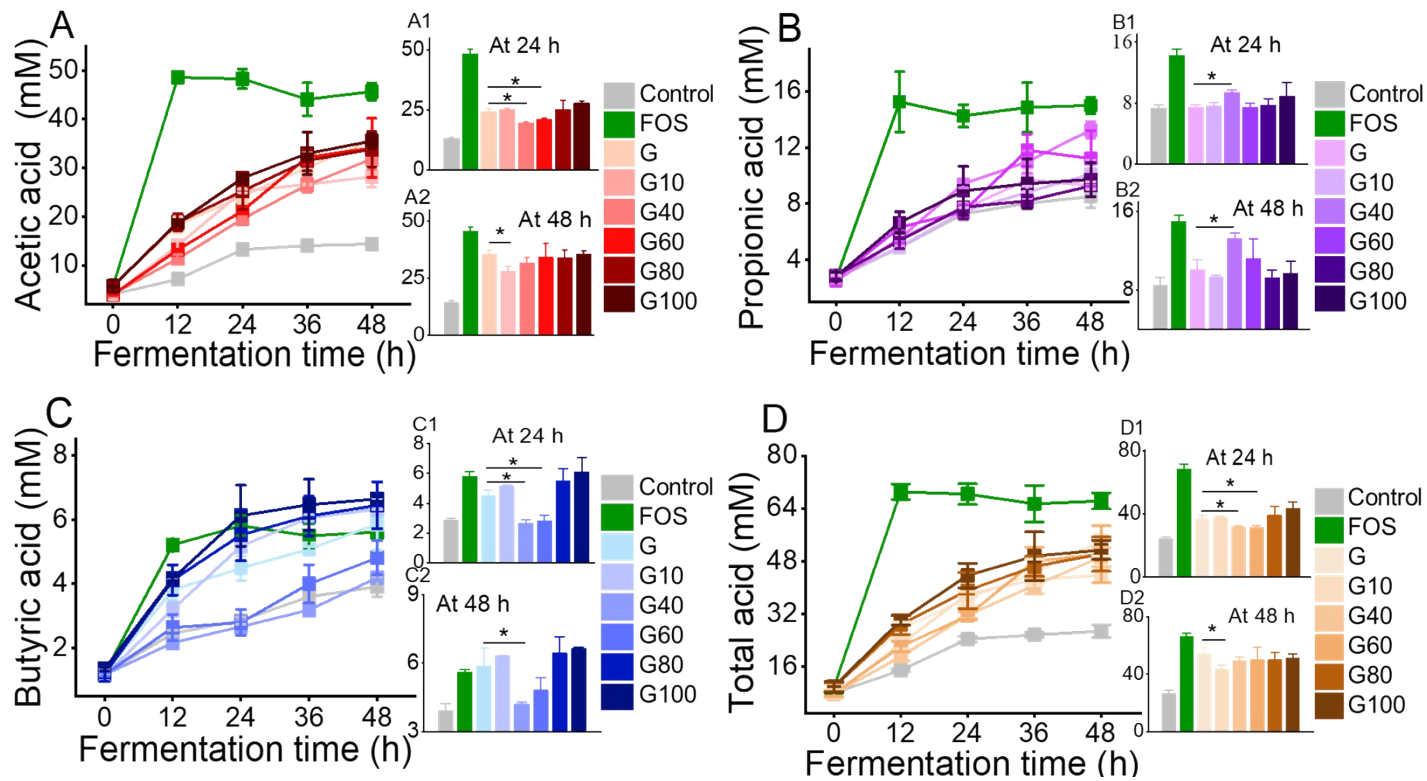 A
Acetic acid (mM)
50
40
30
20
10
0 12 24 36 48
Fermentation time (h)
A1
50
25
0
At 24 h
*
*
A2
50
25
0
At 48 h
*
Control
FOS
G
G10
G40
G60
G80
G100
B
Propionic acid (mM)
16
12
8
4
0 12 24 36 48
Fermentation time (h)
B1
16
8
0
At 24 h
*
B2
16
8
At 48 h
*
Control
FOS
G
G10
G40
G60
G80
G100
C
Butyric acid (mM)
8
6
4
2
0 12 24 36 48
Fermentation time (h)
C1
8
6
4
2
0
At 24 h
*
*
C2
9
6
3
At 48 h
*
Control
FOS
G
G10
G40
G60
G80
G100
D
Total acid (mM)
80
64
48
32
16
0 12 24 36 48
Fermentation time (h)
D1
80
40
0
At 24 h
*
*
D2
80
40
0
At 48 h
*
Control
FOS
G
G10
G40
G60
G80
G100